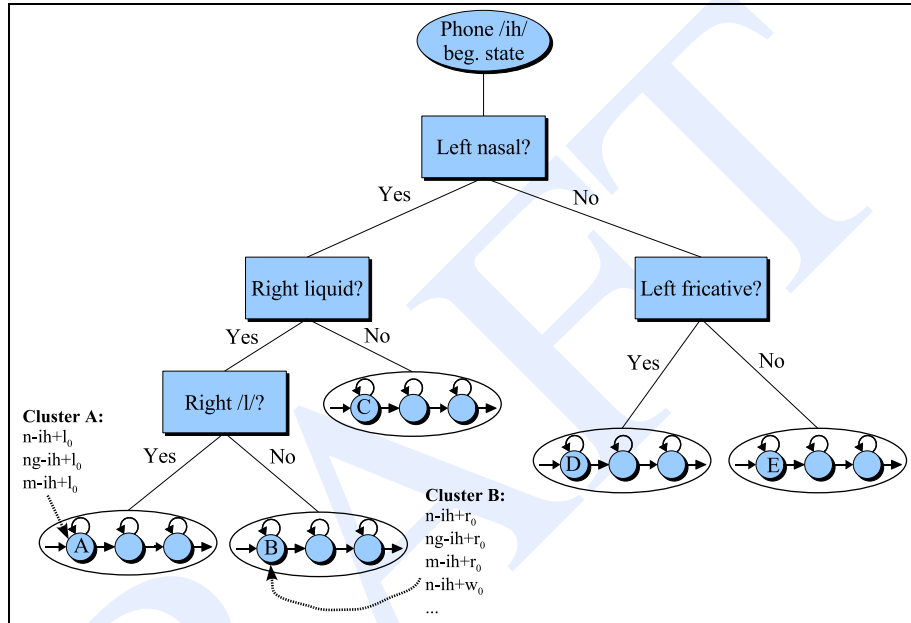 Phone /ih/
beg. state
Left nasal?
Yes
No
Right liquid?
Left fricative?
Yes
No
Yes
No
Right /l/?
C
Cluster A:
n-ih+l₀
ng-ih+l₀
m-ih+l₀
Yes
No
D
E
Cluster B:
n-ih+r₀
ng-ih+r₀
m-ih+r₀
n-ih+w₀
...
A
B